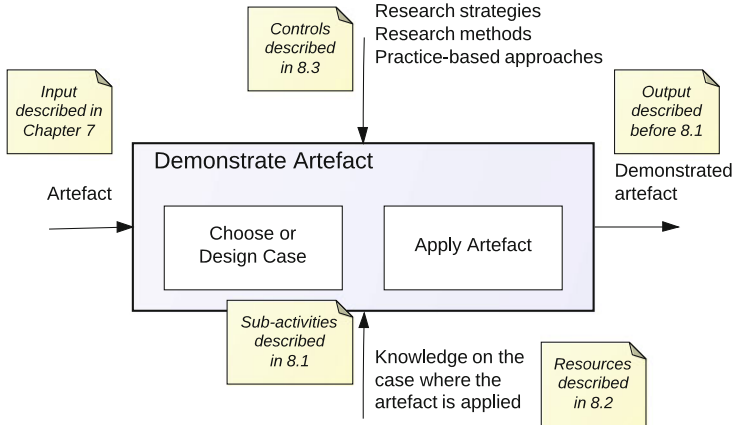 Research strategies
Research methods
Practice-based approaches
Controls
described
in 8.3
Input
described in
Chapter 7
Output
described
before 8.1
Demonstrate Artefact
Artefact
Demonstrated
artefact
Choose or
Design Case
Apply Artefact
Sub-activities
described
in 8.1
Knowledge on the
case where the
artefact is applied
Resources
described
in 8.2